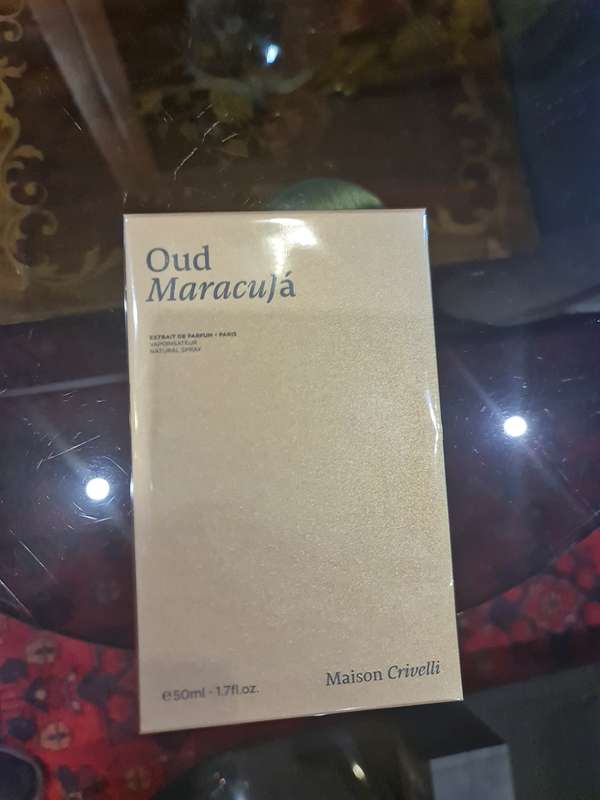 Oud
MaracuJá
EXTRAIT DE PARFUM - PARIS
VAPORISATEUR
NATURAL SPRAY
℮50ml - 1.7fl.oz.
Maison Crivelli